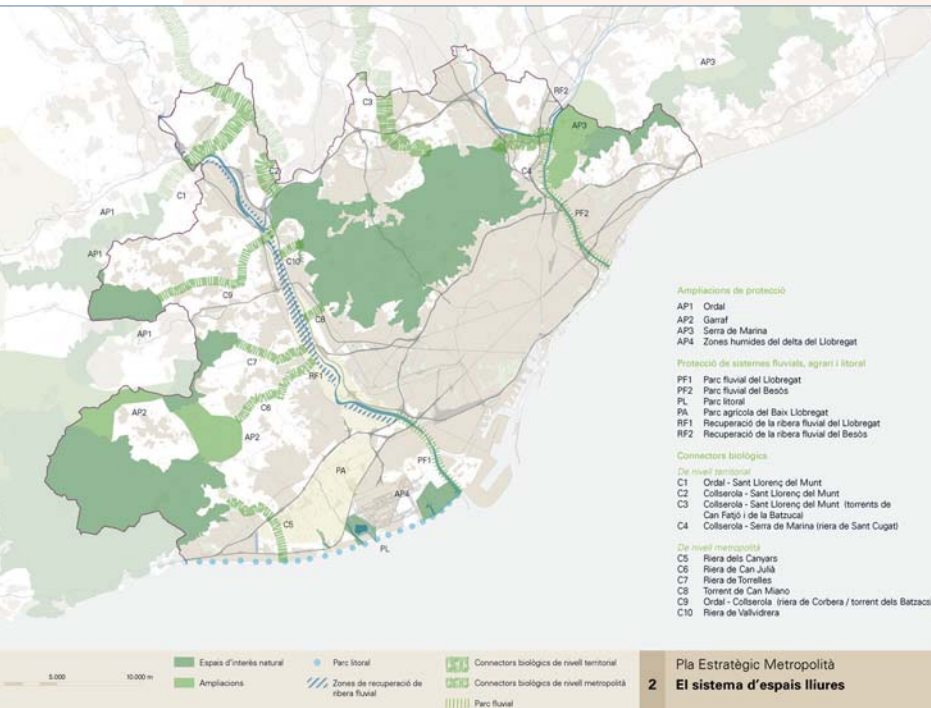 AP3
RF2
C3
AP3
C2
C4
C1
PF2
AP1
AP1
C10
C9
C8
AP1
C7
RF1
C6
AP2
AP2
PA
PF1
AP4
C5
PL
Ampliacions de protecció
AP1 Ordal
AP2 Garraf
AP3 Serra de Marina
AP4 Zones humides del delta del Llobregat
Protecció de sistemes fluvials, agrari i litoral
PF1 Parc fluvial del Llobregat
PF2 Parc fluvial del Besòs
PL Parc litoral
PA Parc agrícola del Baix Llobregat
RF1 Recuperació de la ribera fluvial del Llobregat
RF2 Recuperació de la ribera fluvial del Besòs
Connectors biològics
De nivell territorial
C1 Ordal - Sant Llorenç del Munt
C2 Collserola - Sant Llorenç del Munt
C3 Collserola - Sant Llorenç del Munt (torrents de
Can Fatjó i de la Batzuca)
C4 Collserola - Serra de Marina (riera de Sant Cugat)
De nivell metropolità
C5 Riera dels Canyars
C6 Riera de Can Julià
C7 Riera de Torrelles
C8 Torrent de Can Miano
C9 Ordal - Collserola (riera de Corbera / torrent dels Batzacs)
C10 Riera de Vallvidrera
5.000 10.000 m
Espais d'interès natural
Ampliacions
Parc litoral
Zones de recuperació de
ribera fluvial
Connectors biològics de nivell territorial
Connectors biològics de nivell metropolità
Parc fluvial
2
Pla Estratègic Metropolità
El sistema d'espais lliures